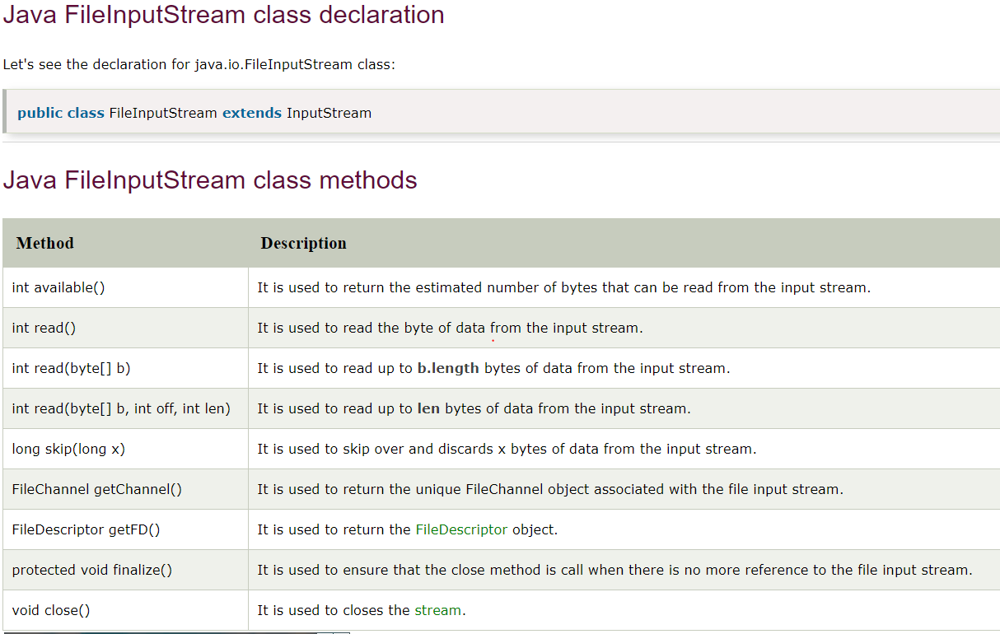 Java FileInputStream class declaration
Let's see the declaration for java.io.FileInputStream class:
public class FileInputStream extends InputStream
Java FileInputStream class methods
Method Description
int available() It is used to return the estimated number of bytes that can be read from the input stream.
int read() It is used to read the byte of data from the input stream.
int read(byte[] b) It is used to read up to b.length bytes of data from the input stream.
int read(byte[] b, int off, int len) It is used to read up to len bytes of data from the input stream.
long skip(long x) It is used to skip over and discards x bytes of data from the input stream.
FileChannel getChannel() It is used to return the unique FileChannel object associated with the file input stream.
FileDescriptor getFD() It is used to return the FileDescriptor object.
protected void finalize() It is used to ensure that the close method is call when there is no more reference to the file input stream.
void close() It is used to closes the stream.